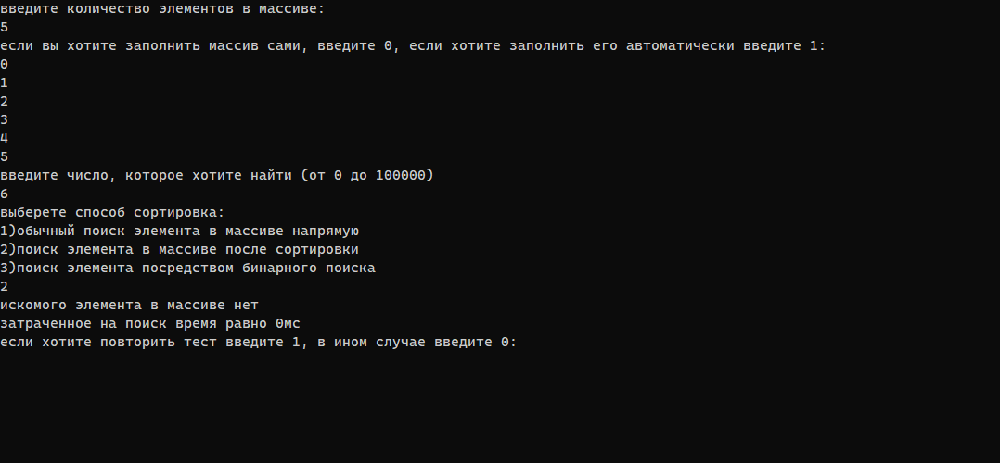 введите количество элементов в массиве:
5
если вы хотите заполнить массив сами, введите 0, если хотите заполнить его автоматически введите 1:
0
1
2
3
4
5
введите число, которое хотите найти (от 0 до 100000)
6
выберете способ сортировка:
1)обычный поиск элемента в массиве напрямую
2)поиск элемента в массиве после сортировки
3)поиск элемента посредством бинарного поиска
2
искомого элемента в массиве нет
затраченное на поиск время равно 0мс
если хотите повторить тест введите 1, в ином случае введите 0: